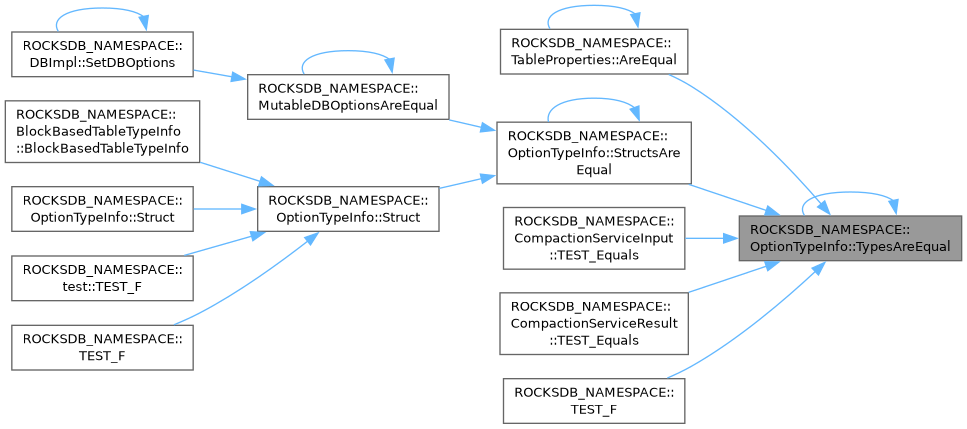 ROCKSDB_NAMESPACE::
DBImpl::SetDBOptions
ROCKSDB_NAMESPACE::
MutableDBOptionsAreEqual
ROCKSDB_NAMESPACE::
TableProperties::AreEqual
ROCKSDB_NAMESPACE::
BlockBasedTableTypeInfo
::BlockBasedTableTypeInfo
ROCKSDB_NAMESPACE::
OptionTypeInfo::StructsAre
Equal
ROCKSDB_NAMESPACE::
OptionTypeInfo::Struct
ROCKSDB_NAMESPACE::
OptionTypeInfo::Struct
ROCKSDB_NAMESPACE::
CompactionServiceInput
::TEST_Equals
ROCKSDB_NAMESPACE::
OptionTypeInfo::TypesAreEqual
ROCKSDB_NAMESPACE::
test::TEST_F
ROCKSDB_NAMESPACE::
CompactionServiceResult
::TEST_Equals
ROCKSDB_NAMESPACE::
TEST_F
ROCKSDB_NAMESPACE::
TEST_F